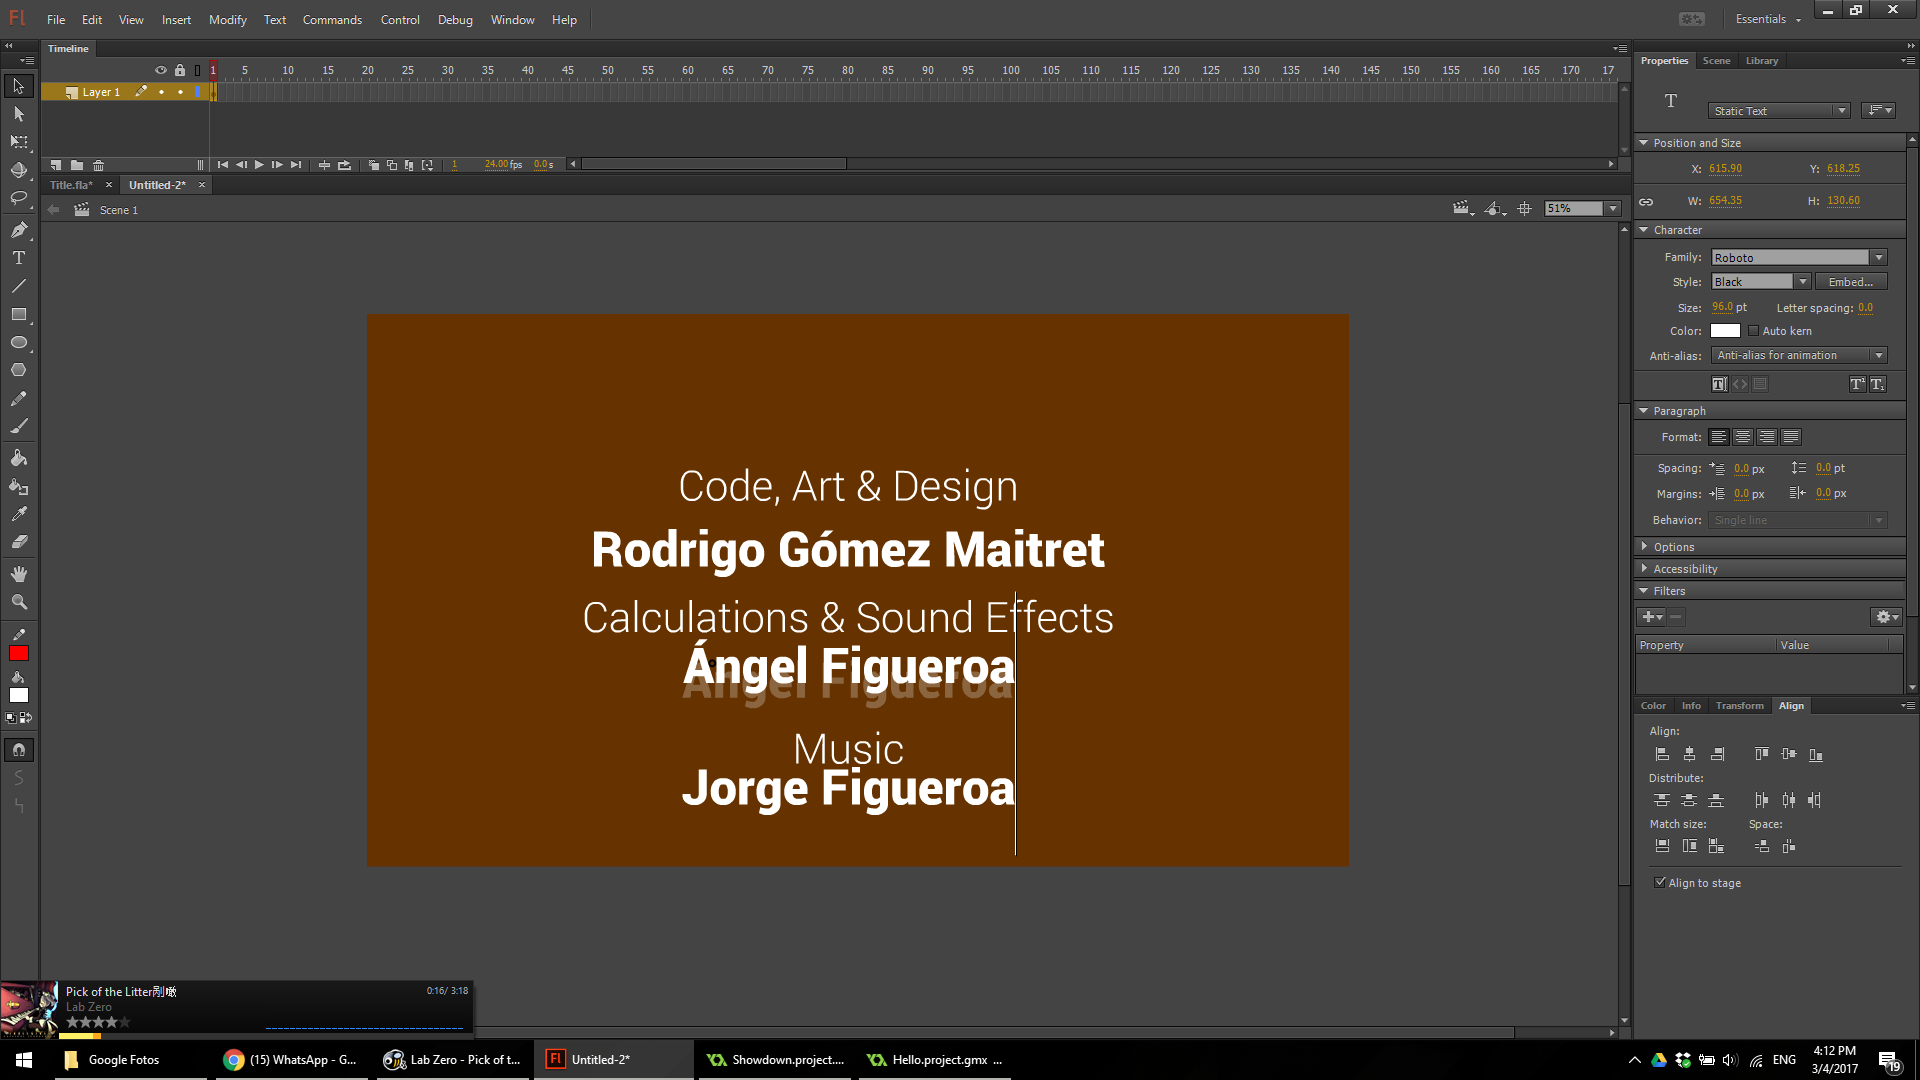 Fl File Edit View Insert Modify Text Commands Control Debug Window Help Essentials
Timeline
1 5 10 15 20 25 30 35 40 45 50 55 60 65 70 75 80 85 90 95 100 105 110 115 120 125 130 135 140 145 150 155 160 165 170 17
Layer 1
1 24.00 fps 0.0 s
Title.fla* Untitled-2*
Scene 1
51%
Code, Art & Design
Rodrigo Gómez Maitret
Calculations & Sound Effects
Ángel Figueroa
Ángel Figueroa
Music
Jorge Figueroa
Properties Scene Library
T Static Text
Position and Size
X: 615.90 Y: 618.25
W: 654.35 H: 130.60
Character
Family: Roboto
Style: Black Embed...
Size: 96.0 pt Letter spacing: 0.0
Color: Auto kern
Anti-alias: Anti-alias for animation
Paragraph
Format:
Spacing: 0.0 px 0.0 pt
Margins: 0.0 px 0.0 px
Behavior: Single line
Options
Accessibility
Filters
Property Value
Color Info Transform Align
Align:
Distribute:
Match size: Space:
Align to stage
Pick of the Litter 0:16/ 3:18
Lab Zero
Google Fotos
(15) WhatsApp - G...
Lab Zero - Pick of t...
Fl Untitled-2*
Showdown.project....
Hello.project.gmx ...
ENG
4:12 PM
3/4/2017
19